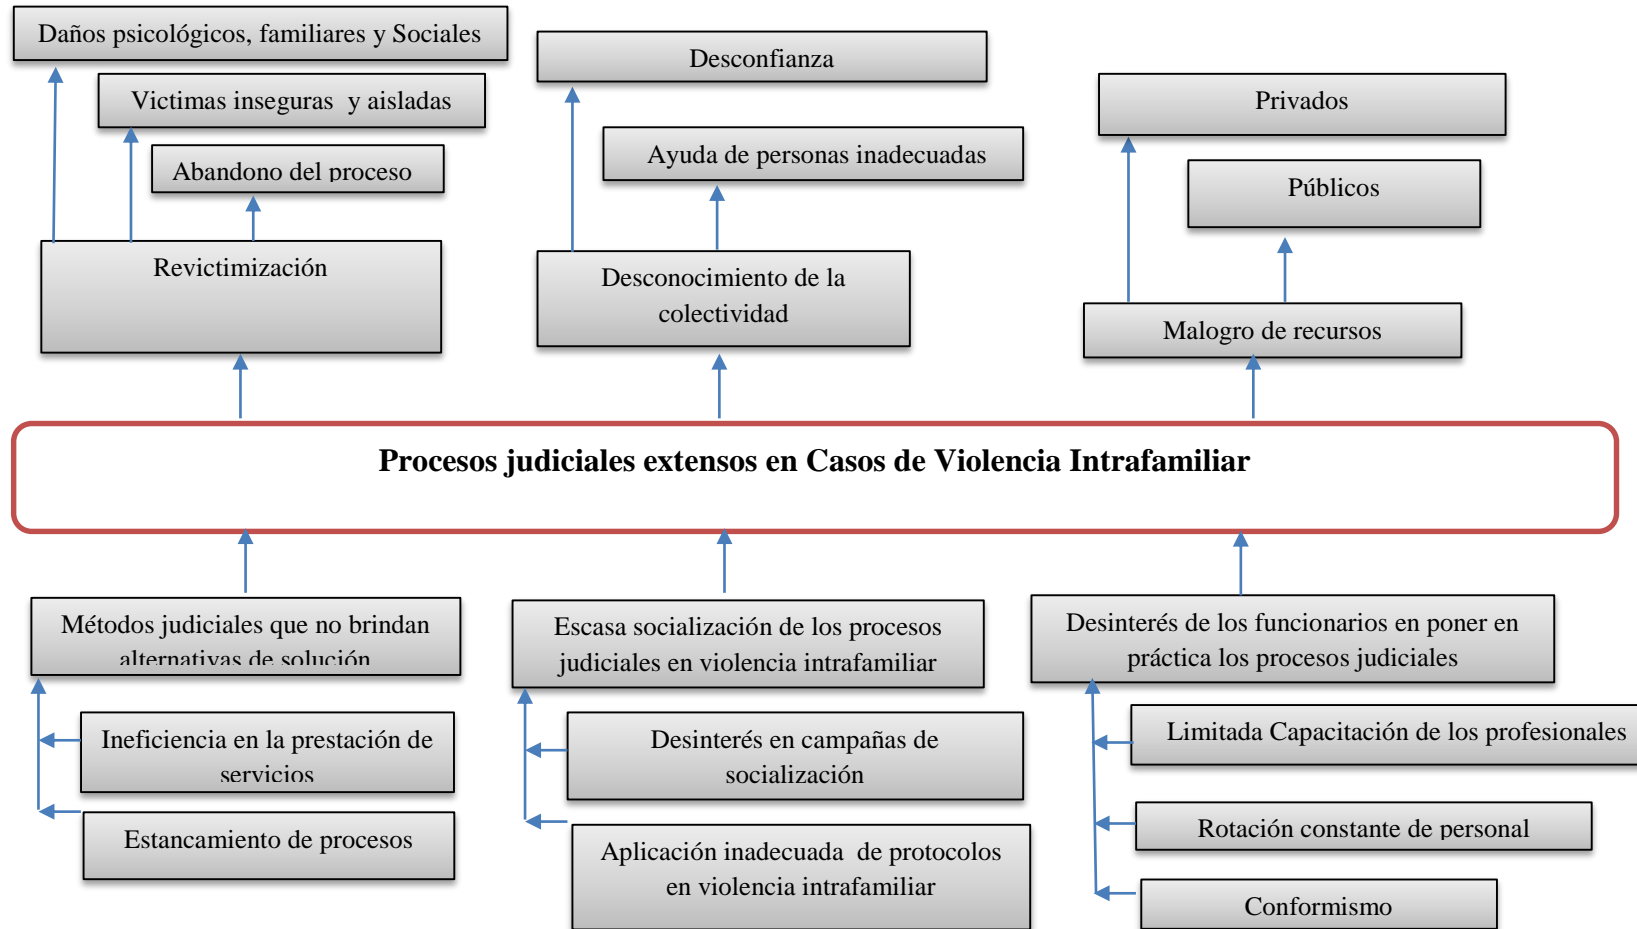 Daños psicológicos, familiares y Sociales
Victimas inseguras y aisladas
Abandono del proceso
Revictimización
Desconfianza
Ayuda de personas inadecuadas
Desconocimiento de la
colectividad
Privados
Públicos
Malogro de recursos
Procesos judiciales extensos en Casos de Violencia Intrafamiliar
Métodos judiciales que no brindan
alternativas de solución
Ineficiencia en la prestación de
servicios
Estancamiento de procesos
Escasa socialización de los procesos
judiciales en violencia intrafamiliar
Desinterés en campañas de
socialización
Aplicación inadecuada de protocolos
en violencia intrafamiliar
Desinterés de los funcionarios en poner en
práctica los procesos judiciales
Limitada Capacitación de los profesionales
Rotación constante de personal
Conformismo